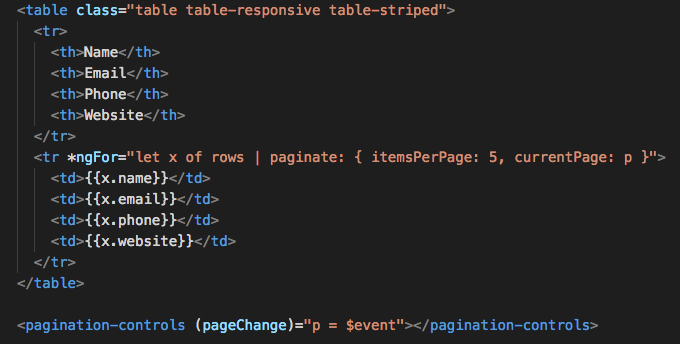 <table class="table table-responsive table-striped">
<tr>
<th>Name</th>
<th>Email</th>
<th>Phone</th>
<th>Website</th>
</tr>
<tr *ngFor="let x of rows | paginate: { itemsPerPage: 5, currentPage: p }">
<td>{{x.name}}</td>
<td>{{x.email}}</td>
<td>{{x.phone}}</td>
<td>{{x.website}}</td>
</tr>
</table>
<pagination-controls (pageChange)="p = $event"></pagination-controls>